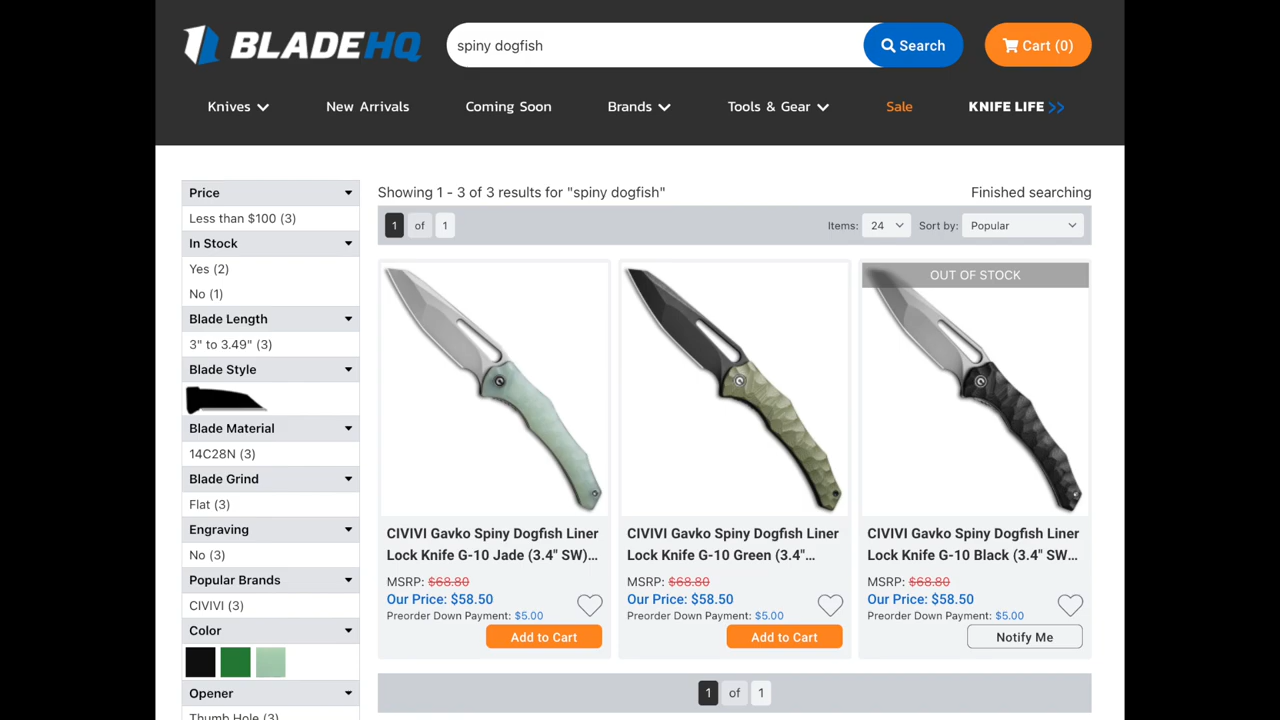 BLADEHQ
spiny dogfish
Search
Cart (0)
Knives
New Arrivals
Coming Soon
Brands
Tools & Gear
Sale
KNIFE LIFE >>
Price
Less than $100 (3)
In Stock
Yes (2)
No (1)
Blade Length
3" to 3.49" (3)
Blade Style
Blade Material
14C28N (3)
Blade Grind
Flat (3)
Engraving
No (3)
Popular Brands
CIVIVI (3)
Color
Opener
Thumb Hole (3)
Showing 1 - 3 of 3 results for "spiny dogfish"
Finished searching
1 of 1
Items: 24
Sort by: Popular
CIVIVI Gavko Spiny Dogfish Liner
Lock Knife G-10 Jade (3.4" SW)...
MSRP: $68.80
Our Price: $58.50
Preorder Down Payment: $5.00
Add to Cart
CIVIVI Gavko Spiny Dogfish Liner
Lock Knife G-10 Green (3.4"...
MSRP: $68.80
Our Price: $58.50
Preorder Down Payment: $5.00
Add to Cart
OUT OF STOCK
CIVIVI Gavko Spiny Dogfish Liner
Lock Knife G-10 Black (3.4" SW...
MSRP: $68.80
Our Price: $58.50
Preorder Down Payment: $5.00
Notify Me
1 of 1